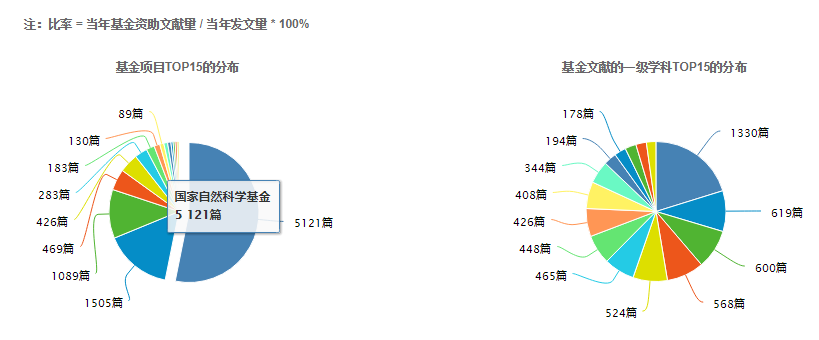 注：比率 = 当年基金资助文献量 / 当年发文量 * 100%
基金项目TOP15的分布
89篇
130篇
183篇
283篇
426篇
469篇
1089篇
1505篇
5121篇
国家自然科学基金
5 121篇
基金文献的一级学科TOP15的分布
178篇
194篇
344篇
408篇
426篇
448篇
465篇
524篇
568篇
600篇
619篇
1330篇